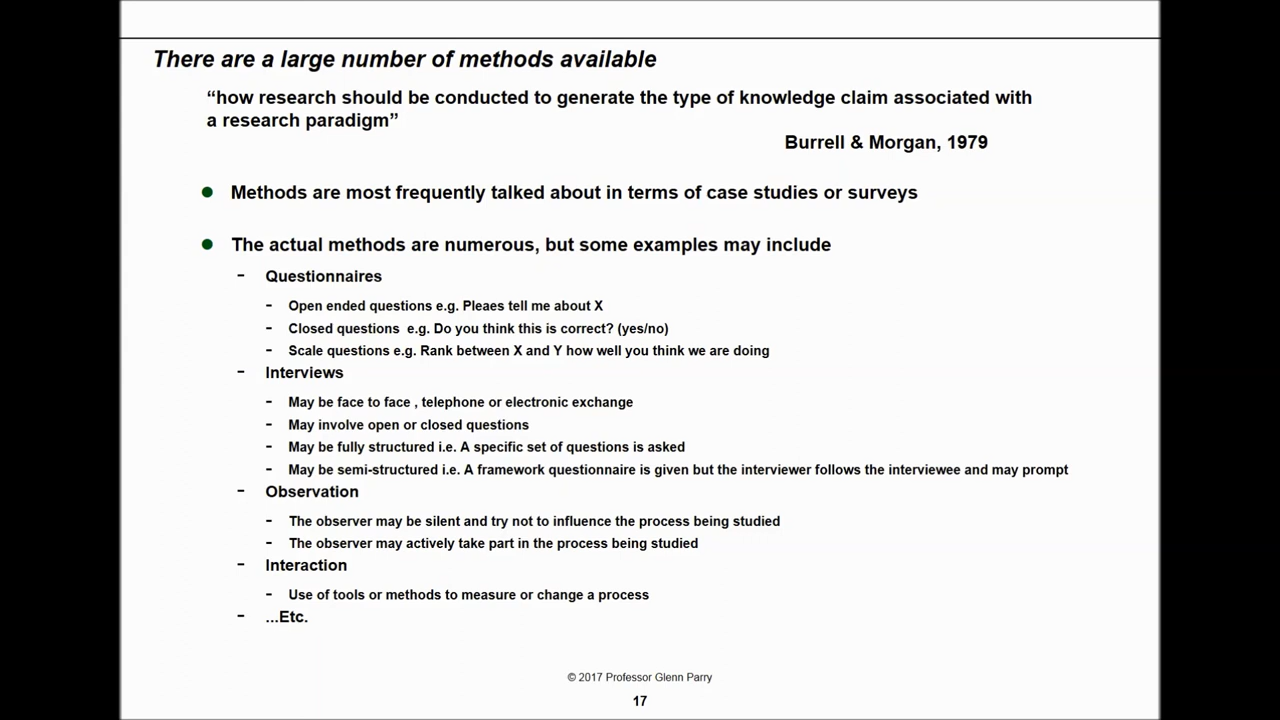 There are a large number of methods available
“how research should be conducted to generate the type of knowledge claim associated with
a research paradigm”
Burrell & Morgan, 1979
● Methods are most frequently talked about in terms of case studies or surveys
● The actual methods are numerous, but some examples may include
- Questionnaires
- Open ended questions e.g. Pleaes tell me about X
- Closed questions e.g. Do you think this is correct? (yes/no)
- Scale questions e.g. Rank between X and Y how well you think we are doing
- Interviews
- May be face to face , telephone or electronic exchange
- May involve open or closed questions
- May be fully structured i.e. A specific set of questions is asked
- May be semi-structured i.e. A framework questionnaire is given but the interviewer follows the interviewee and may prompt
- Observation
- The observer may be silent and try not to influence the process being studied
- The observer may actively take part in the process being studied
- Interaction
- Use of tools or methods to measure or change a process
- ...Etc.
© 2017 Professor Glenn Parry
17